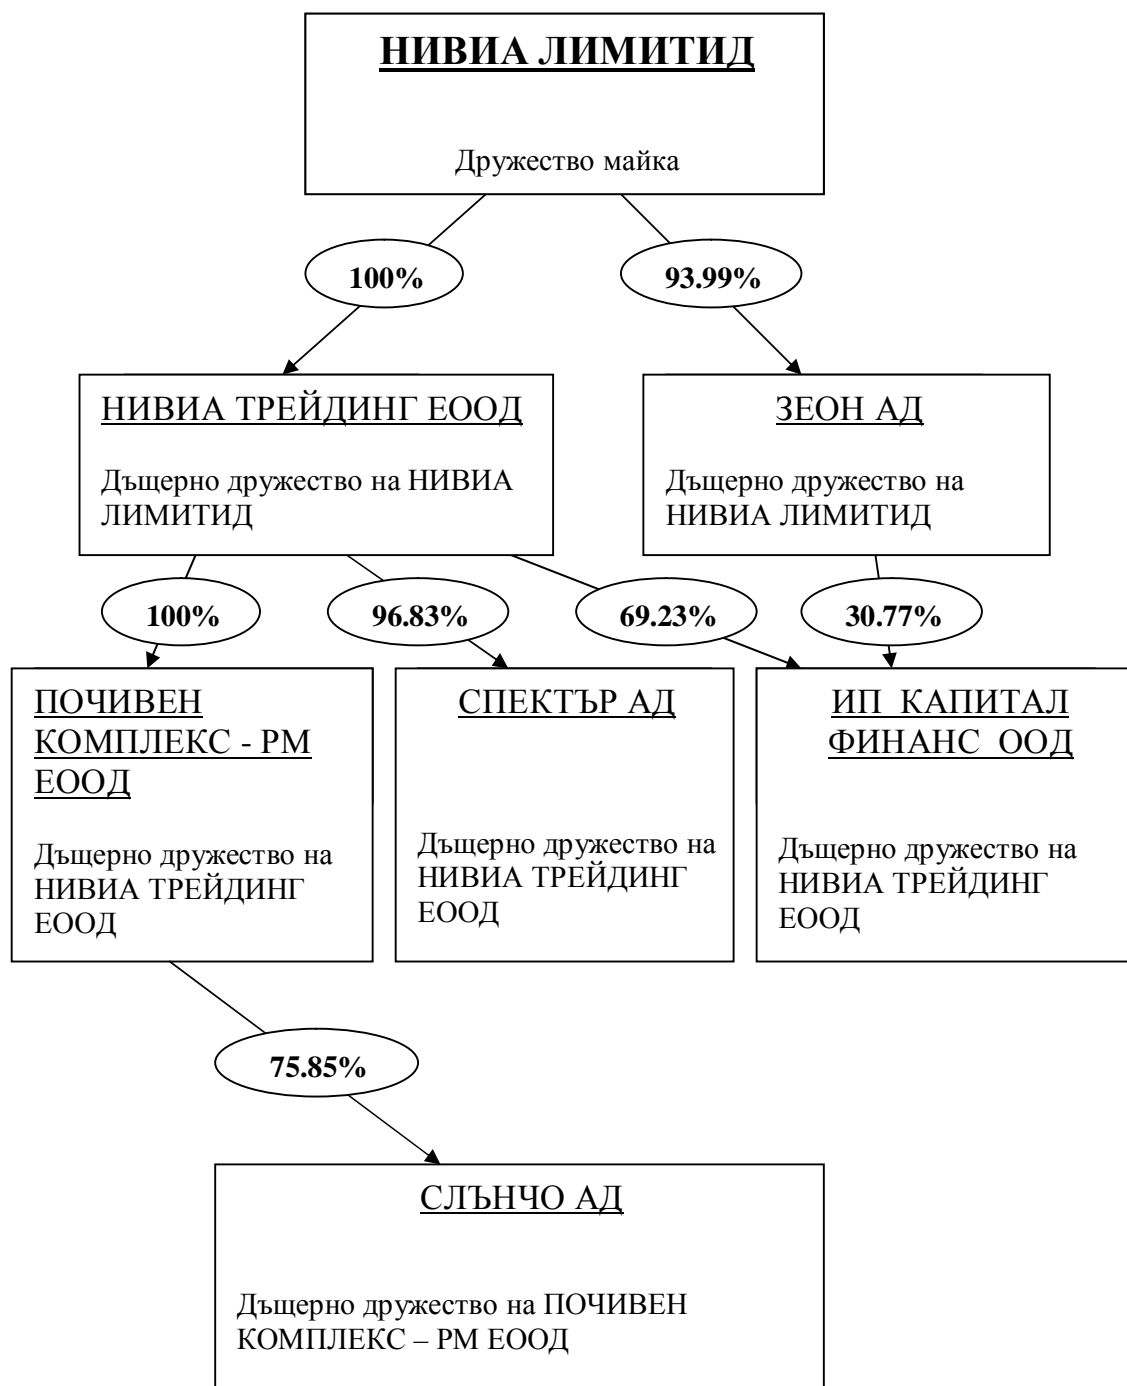 НИВИА ЛИМИТИД
Дружество майка
100%
93.99%
НИВИА ТРЕЙДИНГ ЕООД
Дъщерно дружество на НИВИА
ЛИМИТИД
ЗЕОН АД
Дъщерно дружество на
НИВИА ЛИМИТИД
100%
96.83%
69.23%
30.77%
ПОЧИВЕН
КОМПЛЕКС - РМ
ЕООД
Дъщерно дружество на
НИВИА ТРЕЙДИНГ
ЕООД
СПЕКТЪР АД
Дъщерно дружество на
НИВИА ТРЕЙДИНГ
ЕООД
ИП КАПИТАЛ
ФИНАНС ООД
Дъщерно дружество на
НИВИА ТРЕЙДИНГ
ЕООД
75.85%
СЛЪНЧО АД
Дъщерно дружество на ПОЧИВЕН
КОМПЛЕКС – РМ ЕООД